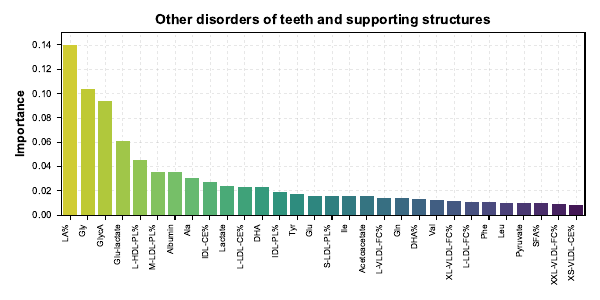 Other disorders of teeth and supporting structures
Importance
0.14
0.12
0.10
0.08
0.06
0.04
0.02
0.00
LA%
Gly
GlycA
Glu-lactate
L-HDL-PL%
M-LDL-PL%
Albumin
Ala
IDL-CE%
Lactate
L-LDL-CE%
DHA
IDL-PL%
Tyr
Glu
S-LDL-PL%
Ile
Acetoacetate
L-VLDL-FC%
Gln
DHA%
Val
XL-VLDL-FC%
L-LDL-FC%
Phe
Leu
Pyruvate
SFA%
XXL-VLDL-FC%
XS-VLDL-CE%